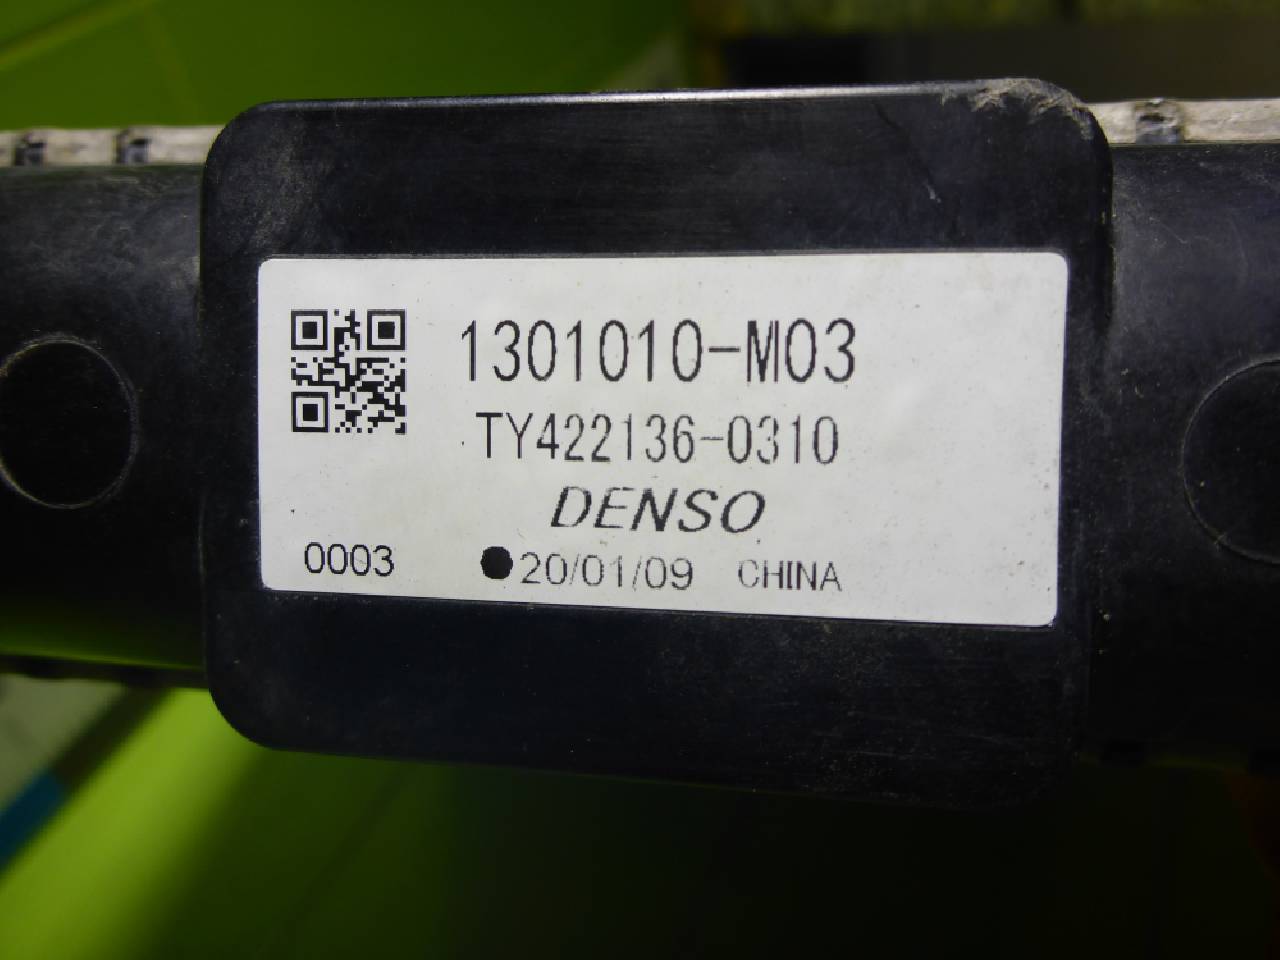 1301010-M03
TY422136-0310
DENSO
0003 ●20/01/09 CHINA